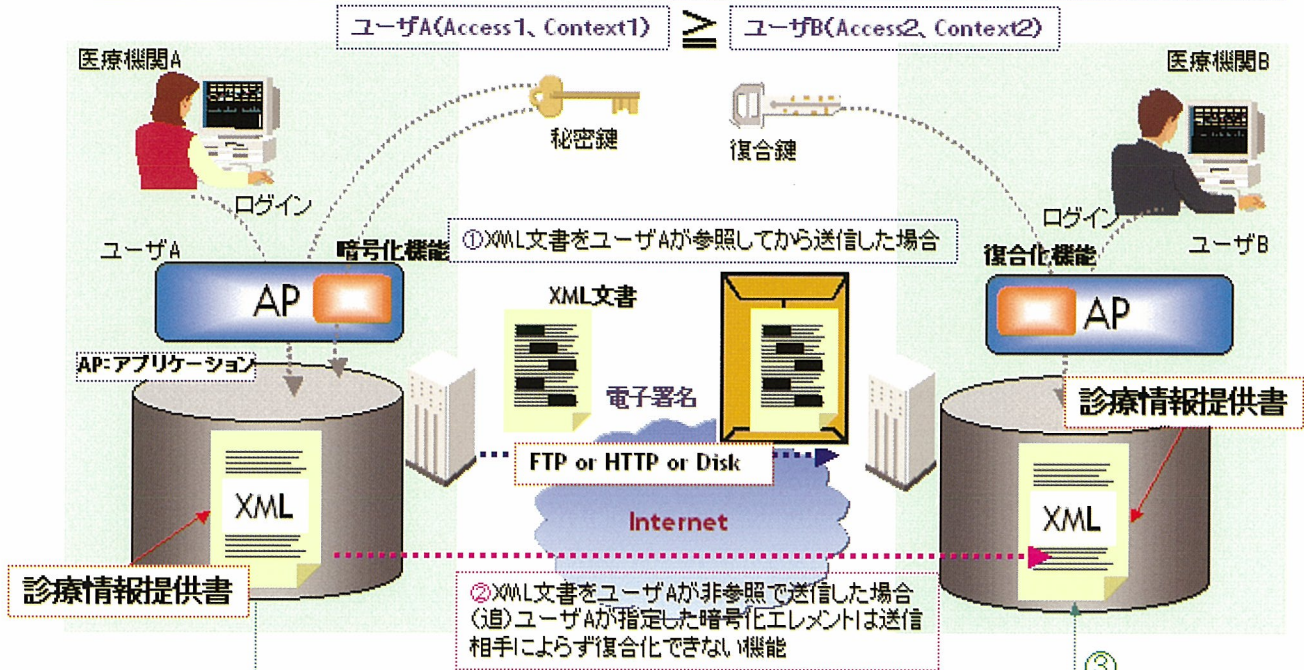 ユーザA(Access1、Context1)
≧
ユーザB(Access2、Context2)
医療機関A
医療機関B
秘密鍵
復合鍵
ログイン
ログイン
ユーザA
暗号化機能
①XML文書をユーザAが参照してから送信した場合
復合化機能
ユーザB
AP
AP
XML文書
AP:アプリケーション
電子署名
診療情報提供書
FTP or HTTP or Disk
XML
XML
Internet
診療情報提供書
②XML文書をユーザAが非参照で送信した場合
(追)ユーザAが指定した暗号化エレメントは送信
相手によらず復合化できない機能
③